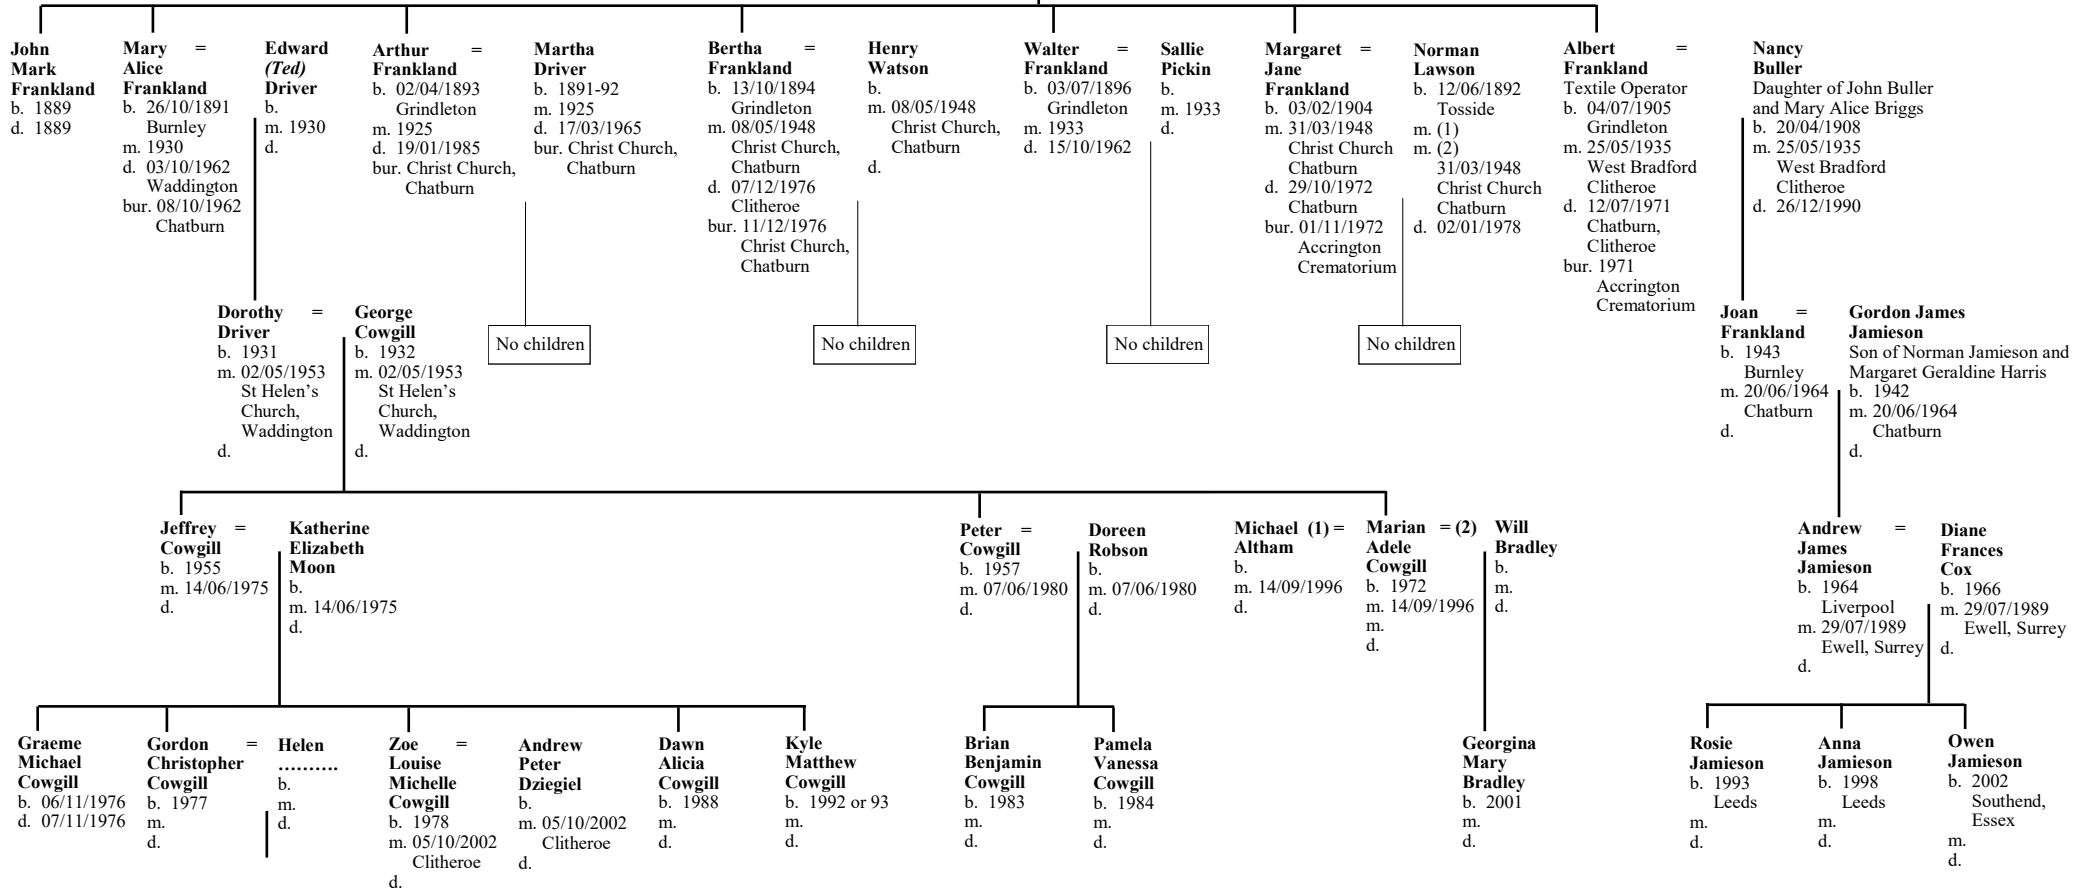 John
Mark
Frankland
b. 1889
d. 1889
Mary =
Alice
Frankland
b. 26/10/1891
Burnley
m. 1930
d. 03/10/1962
Waddington
bur. 08/10/1962
Chatburn
Edward
(Ted)
Driver
b.
m. 1930
d.
Arthur =
Frankland
b. 02/04/1893
Grindleton
m. 1925
d. 19/01/1985
bur. Christ Church,
Chatburn
Martha
Driver
b. 1891-92
m. 1925
d. 17/03/1965
bur. Christ Church,
Chatburn
Bertha =
Frankland
b. 13/10/1894
Grindleton
m. 08/05/1948
Christ Church,
Chatburn
d. 07/12/1976
Clitheroe
bur. 11/12/1976
Christ Church,
Chatburn
Henry
Watson
b.
m. 08/05/1948
Christ Church,
Chatburn
d.
Walter =
Frankland
b. 03/07/1896
Grindleton
m. 1933
d. 15/10/1962
Sallie
Pickin
b.
m. 1933
d.
Margaret =
Jane
Frankland
b. 03/02/1904
m. 31/03/1948
Christ Church
Chatburn
d. 29/10/1972
Chatburn
bur. 01/11/1972
Accrington
Crematorium
Norman
Lawson
b. 12/06/1892
Tosside
m. (1)
m. (2)
31/03/1948
Christ Church
Chatburn
d. 02/01/1978
Albert =
Frankland
Textile Operator
b. 04/07/1905
Grindleton
m. 25/05/1935
West Bradford
Clitheroe
d. 12/07/1971
Chatburn,
Clitheroe
bur. 1971
Accrington
Crematorium
Nancy
Buller
Daughter of John Buller
and Mary Alice Briggs
b. 20/04/1908
m. 25/05/1935
West Bradford
Clitheroe
d. 26/12/1990
Dorothy =
Driver
b. 1931
m. 02/05/1953
St Helen’s
Church,
Waddington
d.
George
Cowgill
b. 1932
m. 02/05/1953
St Helen’s
Church,
Waddington
d.
No children
No children
No children
No children
Joan =
Frankland
b. 1943
Burnley
m. 20/06/1964
Chatburn
d.
Gordon James
Jamieson
Son of Norman Jamieson and
Margaret Geraldine Harris
b. 1942
m. 20/06/1964
Chatburn
d.
Jeffrey =
Cowgill
b. 1955
m. 14/06/1975
d.
Katherine
Elizabeth
Moon
b.
m. 14/06/1975
d.
Peter =
Cowgill
b. 1957
m. 07/06/1980
d.
Doreen
Robson
b.
m. 07/06/1980
d.
Michael (1) =
Altham
b.
m. 14/09/1996
d.
Marian = (2)
Adele
Cowgill
b. 1972
m. 14/09/1996
m.
d.
Will
Bradley
b.
m.
d.
Andrew =
James
Jamieson
b. 1964
Liverpool
m. 29/07/1989
Ewell, Surrey
d.
Diane
Frances
Cox
b. 1966
m. 29/07/1989
Ewell, Surrey
d.
Graeme
Michael
Cowgill
b. 06/11/1976
d. 07/11/1976
Gordon =
Christopher
Cowgill
b. 1977
m.
d.
Helen
……….
b.
m.
d.
Zoe =
Louise
Michelle
Cowgill
b. 1978
m. 05/10/2002
Clitheroe
d.
Andrew
Peter
Dziegiel
b.
m. 05/10/2002
Clitheroe
d.
Dawn
Alicia
Cowgill
b. 1988
m.
d.
Kyle
Matthew
Cowgill
b. 1992 or 93
m.
d.
Brian
Benjamin
Cowgill
b. 1983
m.
d.
Pamela
Vanessa
Cowgill
b. 1984
m.
d.
Georgina
Mary
Bradley
b. 2001
m.
d.
Rosie
Jamieson
b. 1993
Leeds
m.
d.
Anna
Jamieson
b. 1998
Leeds
m.
d.
Owen
Jamieson
b. 2002
Southend,
Essex
m.
d.